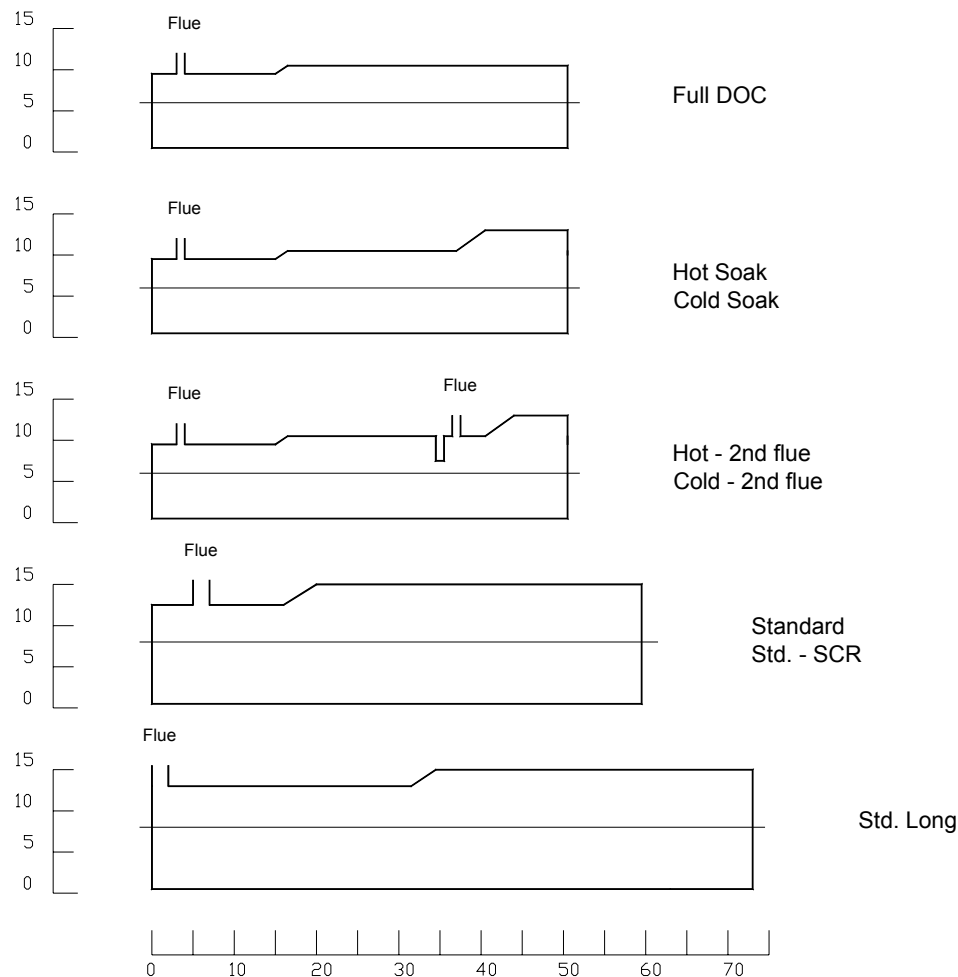 15
Flue
10
Full DOC
5
0
15
Flue
10
Hot Soak
Cold Soak
5
0
15
Flue
Flue
10
Hot - 2nd flue
Cold - 2nd flue
5
0
Flue
15
10
Standard
Std. - SCR
5
0
Flue
15
10
Std. Long
5
0
0 10 20 30 40 50 60 70